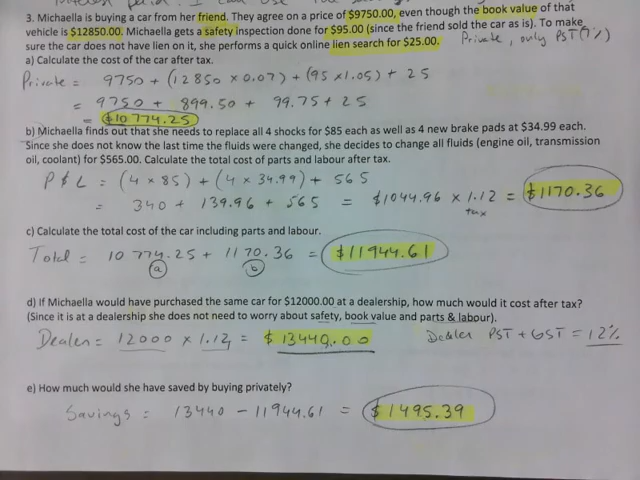 3. Michaella is buying a car from her friend. They agree on a price of $9750.00, even though the book value of that
vehicle is $12850.00. Michaella gets a safety inspection done for $95.00 (since the friend sold the car as is). To make
sure the car does not have lien on it, she performs a quick online lien search for $25.00. Private, only PST (7%)
a) Calculate the cost of the car after tax.
Private = 9750 + (12850 x 0.07) + (95 x 1.05) + 25
= 9750 + 899.50 + 99.75 + 25
= $10 774.25
b) Michaella finds out that she needs to replace all 4 shocks for $85 each as well as 4 new brake pads at $34.99 each.
Since she does not know the last time the fluids were changed, she decides to change all fluids (engine oil, transmission
oil, coolant) for $565.00. Calculate the total cost of parts and labour after tax.
P & L = (4 x 85) + (4 x 34.99) + 565
= 340 + 139.96 + 565 = $1044.96 x 1.12 = $1170.36
tax
c) Calculate the total cost of the car including parts and labour.
Total = 10 774.25 + 1170.36 = $11944.61
a b
d) If Michaella would have purchased the same car for $12000.00 at a dealership, how much would it cost after tax?
(Since it is at a dealership she does not need to worry about safety, book value and parts & labour).
Dealer = 12000 x 1.12 = $13440.00 Dealer PST + GST = 12%
e) How much would she have saved by buying privately?
Savings = 13440 - 11944.61 = $1495.39